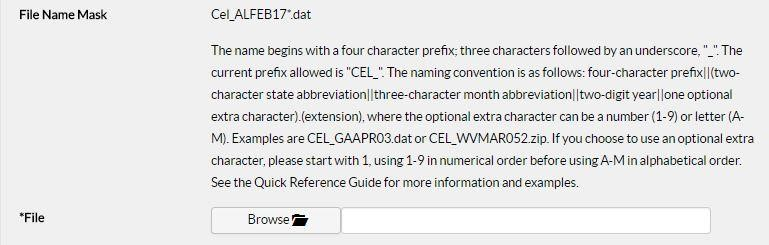 File Name Mask Cel_ALFEB17*.dat
The name begins with a four character prefix; three characters followed by an underscore, "_". The
current prefix allowed is "CEL_". The naming convention is as follows: four-character prefix||(two-
character state abbreviation||three-character month abbreviation||two-digit year||one optional
extra character).(extension), where the optional extra character can be a number (1-9) or letter (A-
M). Examples are CEL_GAAPR03.dat or CEL_WVMAR052.zip. If you choose to use an optional extra
character, please start with 1, using 1-9 in numerical order before using A-M in alphabetical order.
See the Quick Reference Guide for more information and examples.
*File Browse